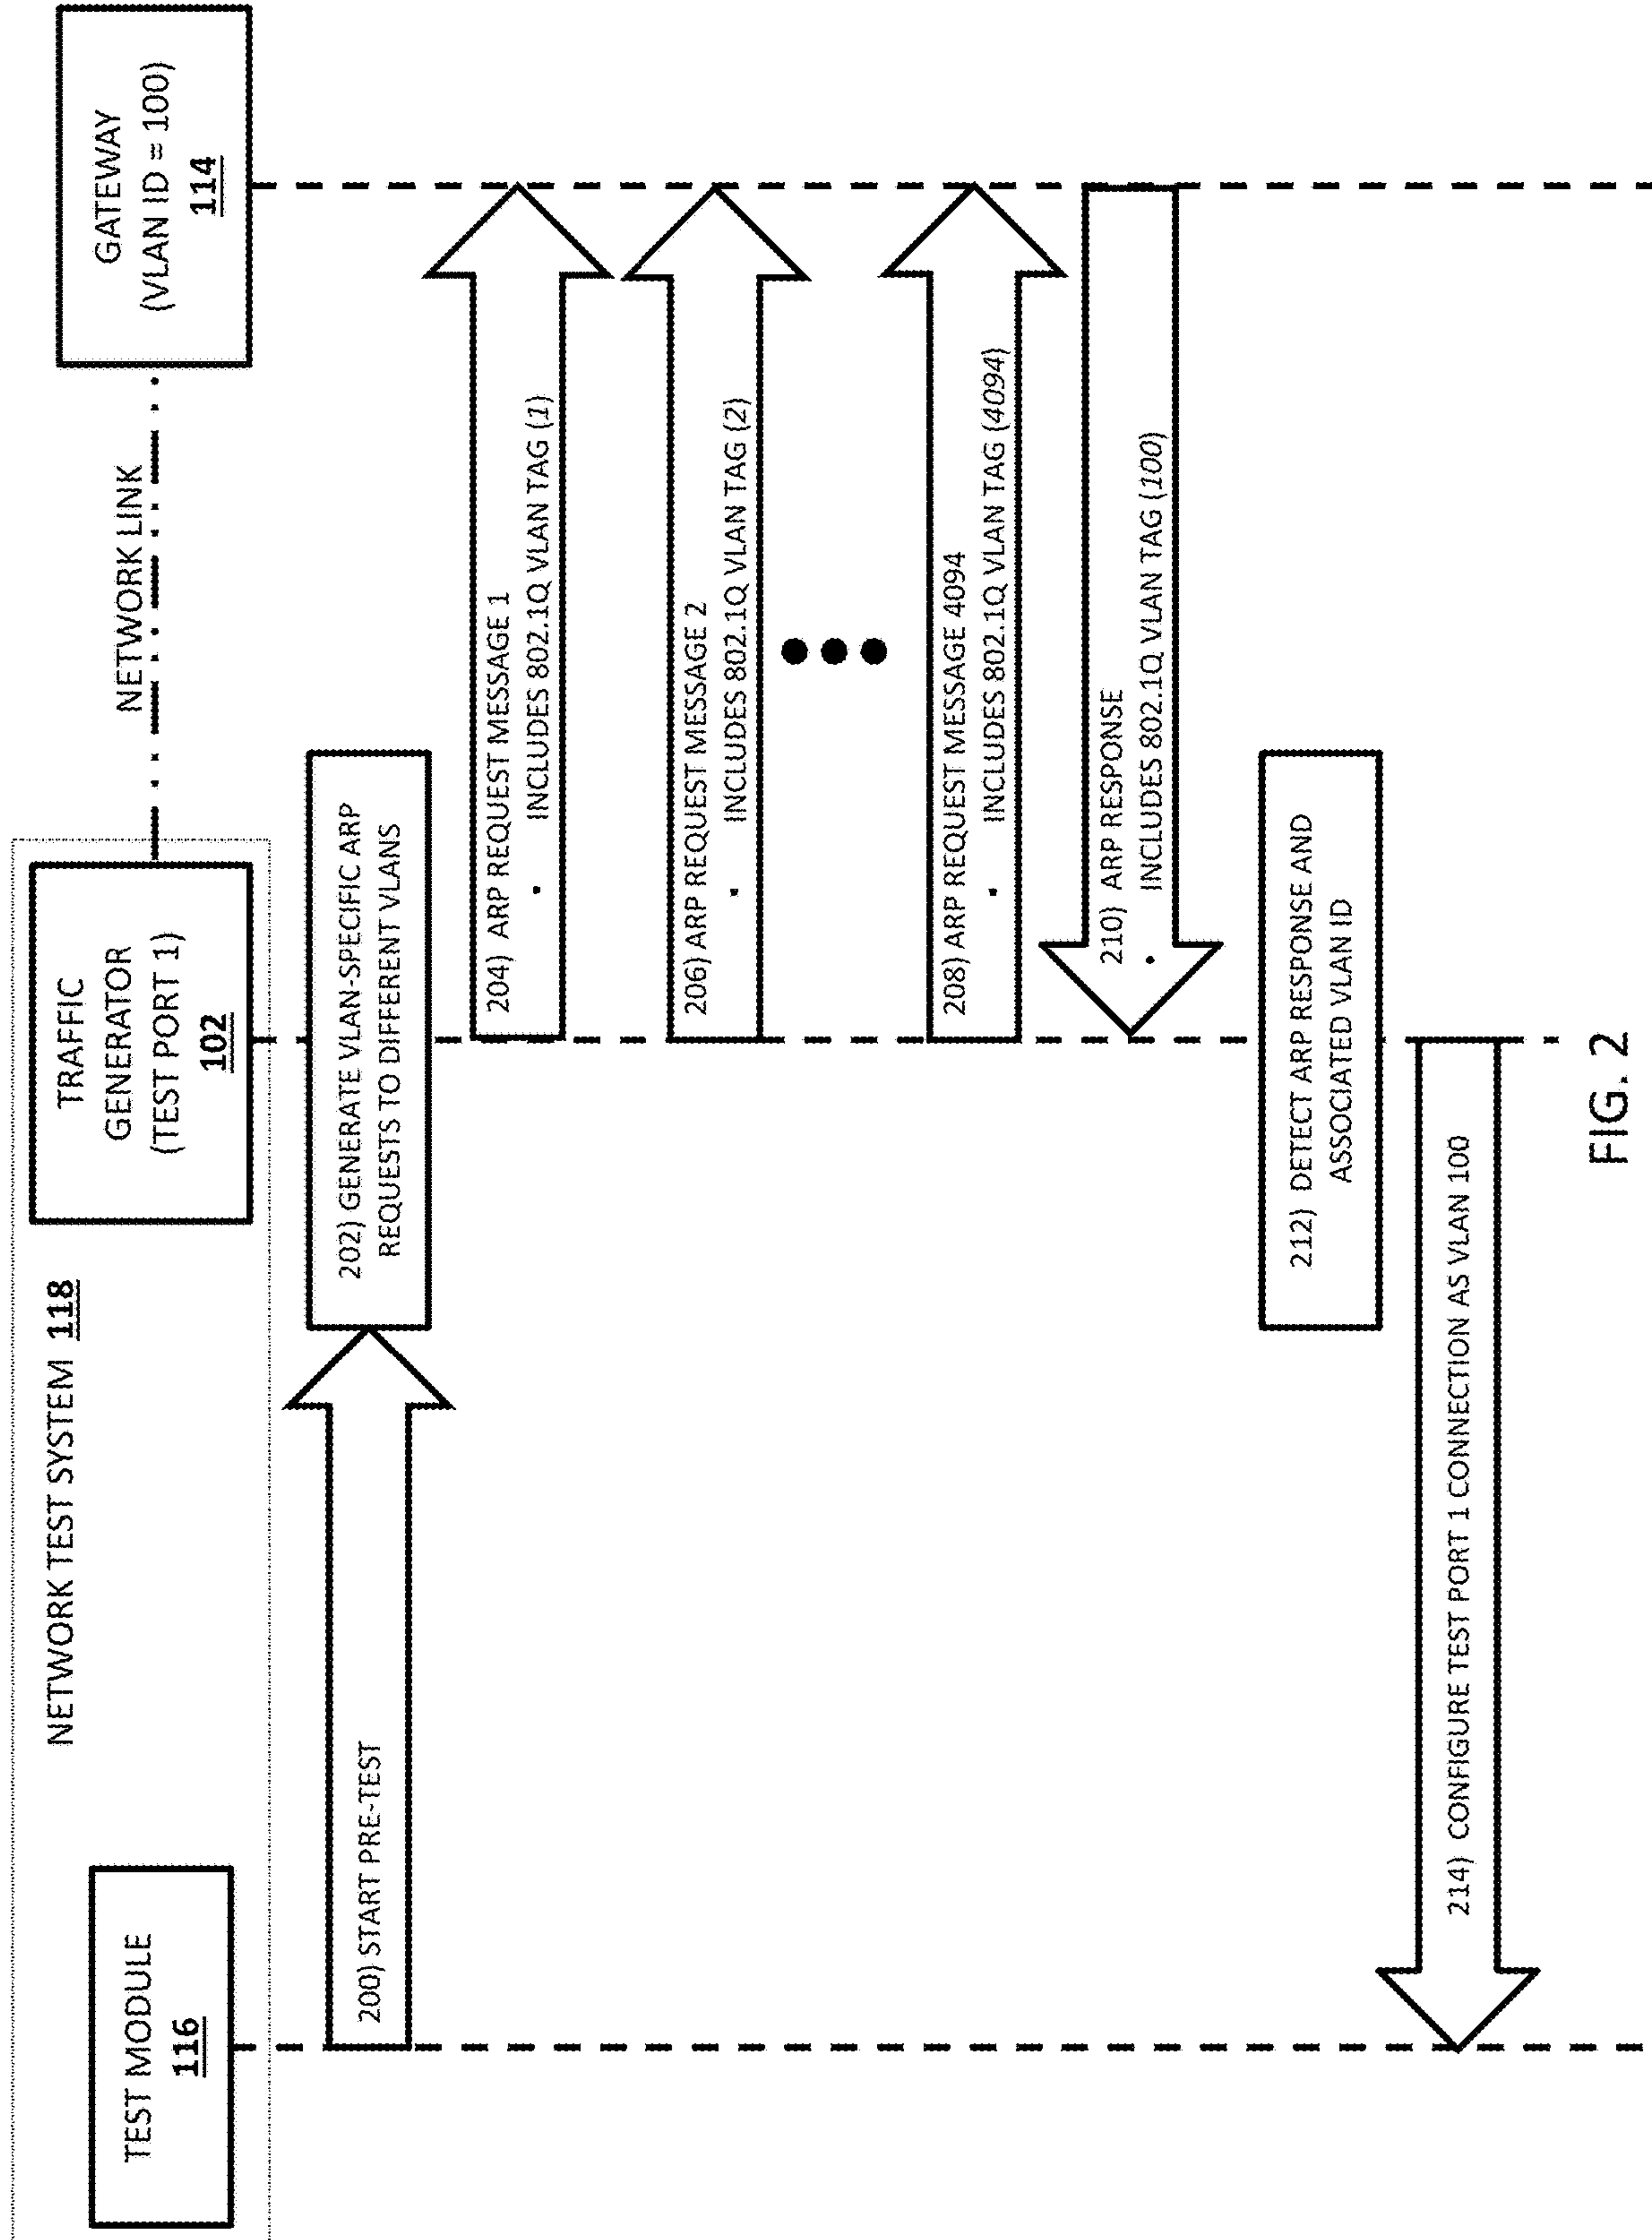 NETWORK TEST SYSTEM 118
TEST MODULE
116
TRAFFIC
GENERATOR
(TEST PORT 1)
102
NETWORK LINK
GATEWAY
(VLAN ID = 100)
114
200) START PRE-TEST
202) GENERATE VLAN-SPECIFIC ARP
REQUESTS TO DIFFERENT VLANS
204) ARP REQUEST MESSAGE 1
• INCLUDES 802.1Q VLAN TAG (1)
206) ARP REQUEST MESSAGE 2
• INCLUDES 802.1Q VLAN TAG (2)
208) ARP REQUEST MESSAGE 4094
• INCLUDES 802.1Q VLAN TAG (4094)
210) ARP RESPONSE
• INCLUDES 802.1Q VLAN TAG (100)
212) DETECT ARP RESPONSE AND
ASSOCIATED VLAN ID
214) CONFIGURE TEST PORT 1 CONNECTION AS VLAN 100
FIG. 2